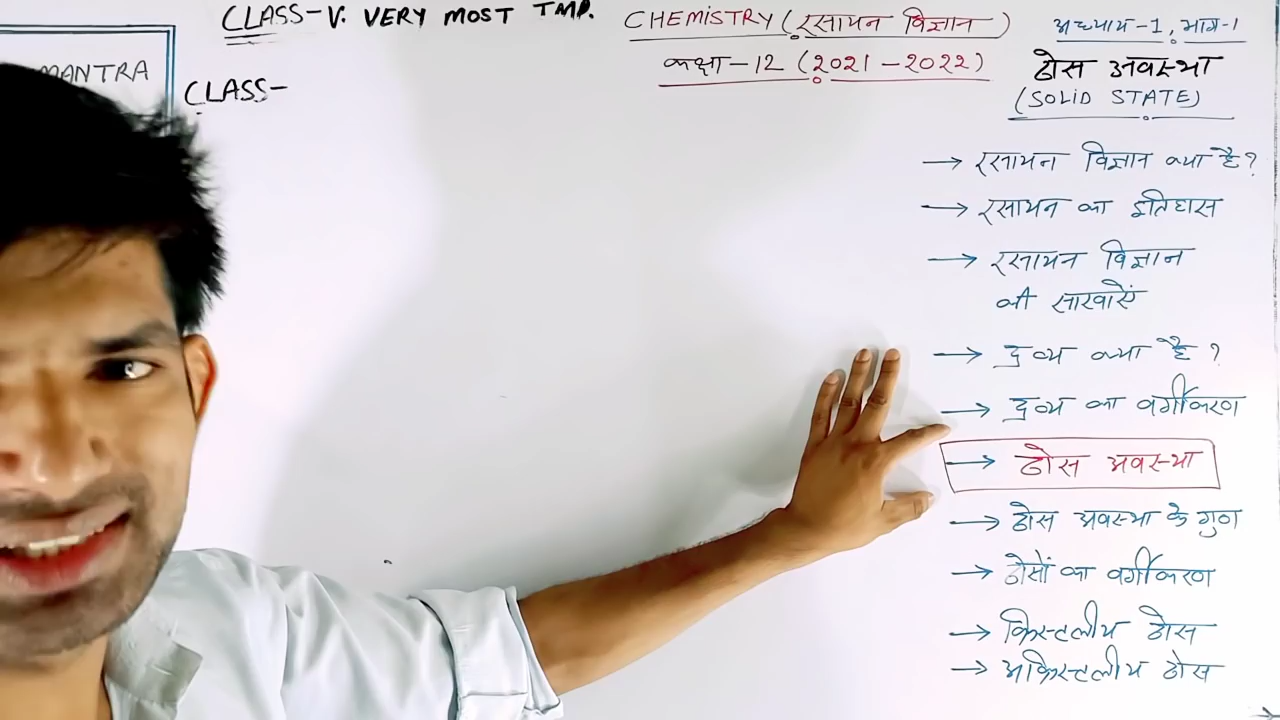 CLASS-V. VERY MOST IMP.
MANTRA
CLASS-
CHEMISTRY (रसायन विज्ञान)
कक्षा-12 (2021-2022)
अध्याय-1, भाग-1
ठोस अवस्था
(SOLID STATE)
→ रसायन विज्ञान क्या है?
→ रसायन का इतिहास
→ रसायन विज्ञान
की साखाएं
→ द्रव्य क्या है ?
→ द्रव्य का वर्गीकरण
→ ठोस अवस्था
→ ठोस अवस्था के गुण
→ ठोसों का वर्गीकरण
→ क्रिस्टलीय ठोस
→ अक्रिस्टलीय ठोस